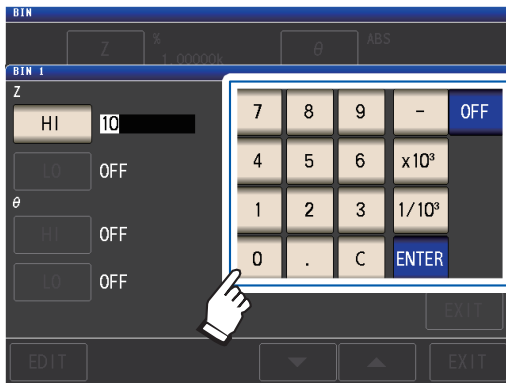 BIN
Z % 1.00000k θ ABS
BIN 1
Z
HI 10
LO OFF
θ
HI OFF
LO OFF
7 8 9 - OFF
4 5 6 x10³
1 2 3 1/10³
0 . C ENTER
EXIT
EDIT ▼ ▲ EXIT